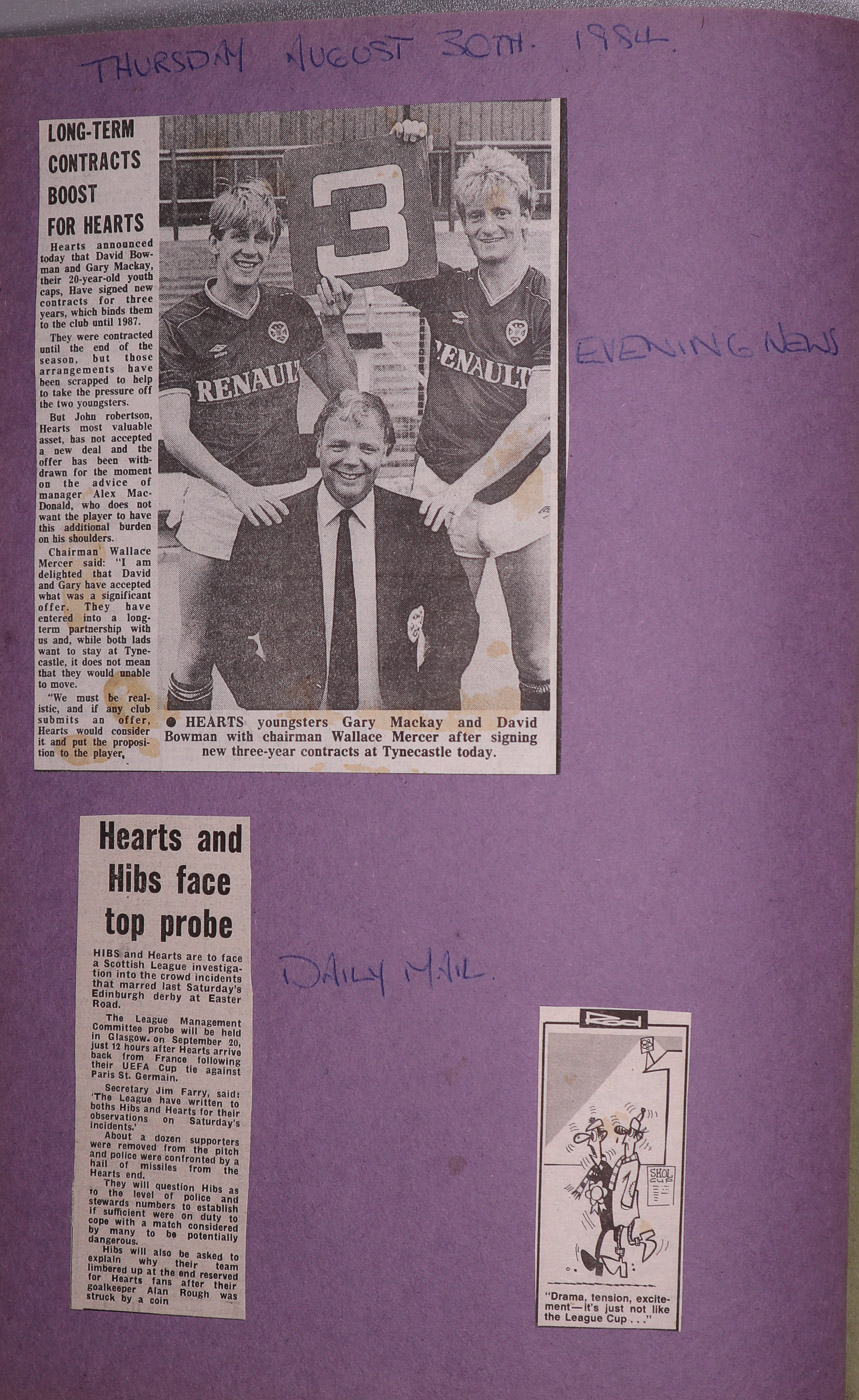 THURSDAY AUGUST 30TH. 1984.
LONG-TERM
CONTRACTS
BOOST
FOR HEARTS
Hearts announced
today that David Bow-
man and Gary Mackay,
their 20-year-old youth
caps, Have signed new
contracts for three
years, which binds them
to the club until 1987.
They were contracted
until the end of the
season, but those
arrangements have
been scrapped to help
to take the pressure off
the two youngsters.
But John robertson,
Hearts most valuable
asset, has not accepted
a new deal and the
offer has been with-
drawn for the moment
on the advice of
manager Alex Mac-
Donald, who does not
want the player to have
this additional burden
on his shoulders.
Chairman Wallace
Mercer said: "I am
delighted that David
and Gary have accepted
what was a significant
offer. They have
entered into a long-
term partnership with
us and, while both lads
want to stay at Tyne-
castle, it does not mean
that they would unable
to move.
"We must be real-
istic, and if any club
submits an offer,
Hearts would consider
it and put the proposi-
tion to the player,
3
RENAULT
RENAULT
● HEARTS youngsters Gary Mackay and David
Bowman with chairman Wallace Mercer after signing
new three-year contracts at Tynecastle today.
EVENING NEWS
Hearts and
Hibs face
top probe
HIBS and Hearts are to face
a Scottish League investiga-
tion into the crowd incidents
that marred last Saturday's
Edinburgh derby at Easter
Road.
The League Management
Committee probe will be held
in Glasgow. on September 20,
just 12 hours after Hearts arrive
back from France following
their UEFA Cup tie against
Paris St. Germain.
Secretary Jim Farry, said:
'The League have written to
boths Hibs and Hearts for their
observations on Saturday's
incidents.'
About a dozen supporters
were removed from the pitch
and police were confronted by a
hail of missiles from the
Hearts end.
They will question Hibs as
to the level of police and
stewards numbers to establish
if sufficient were on duty to
cope with a match considered
by many to be potentially
dangerous.
Hibs will also be asked to
explain why their team
limbered up at the end reserved
for Hearts fans after their
goalkeeper Alan Rough was
struck by a coin
DAILY MAIL.
Rod
SKOL
CUP
"Drama, tension, excite-
ment—it's just not like
the League Cup . . ."